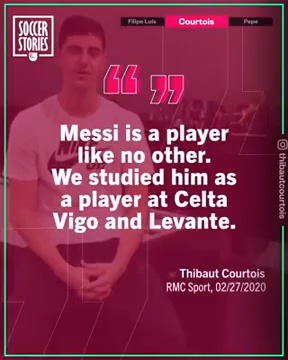 SOCCER
STORIES
Filipe Luis
Courtois
Pepe
Messi is a player
like no other.
We studied him as
a player at Celta
Vigo and Levante.
thibautcourtois
Thibaut Courtois
RMC Sport, 02/27/2020